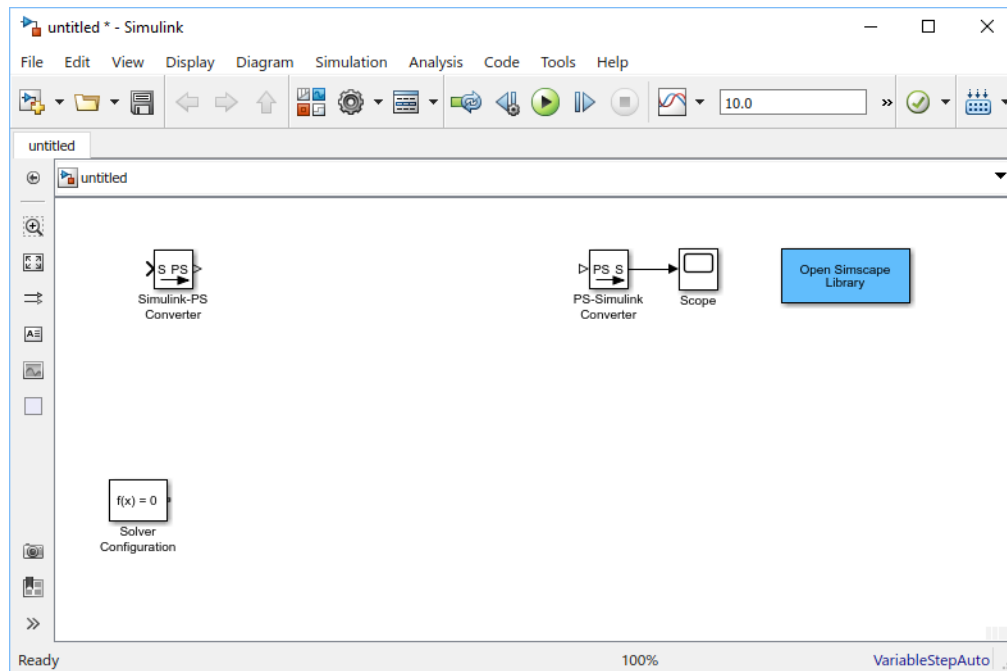 untitled * - Simulink
File Edit View Display Diagram Simulation Analysis Code Tools Help
10.0 »
untitled
untitled
S PS
Simulink-PS
Converter
PS S
PS-Simulink
Converter
Scope
Open Simscape
Library
f(x) = 0
Solver
Configuration
Ready 100% VariableStepAuto